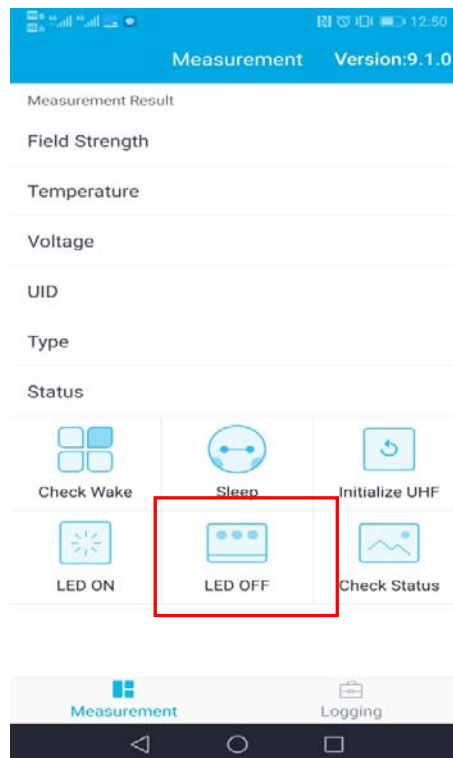 12:50
Measurement Version:9.1.0
Measurement Result
Field Strength
Temperature
Voltage
UID
Type
Status
Check Wake Sleep Initialize UHF
LED ON LED OFF Check Status
Measurement Logging